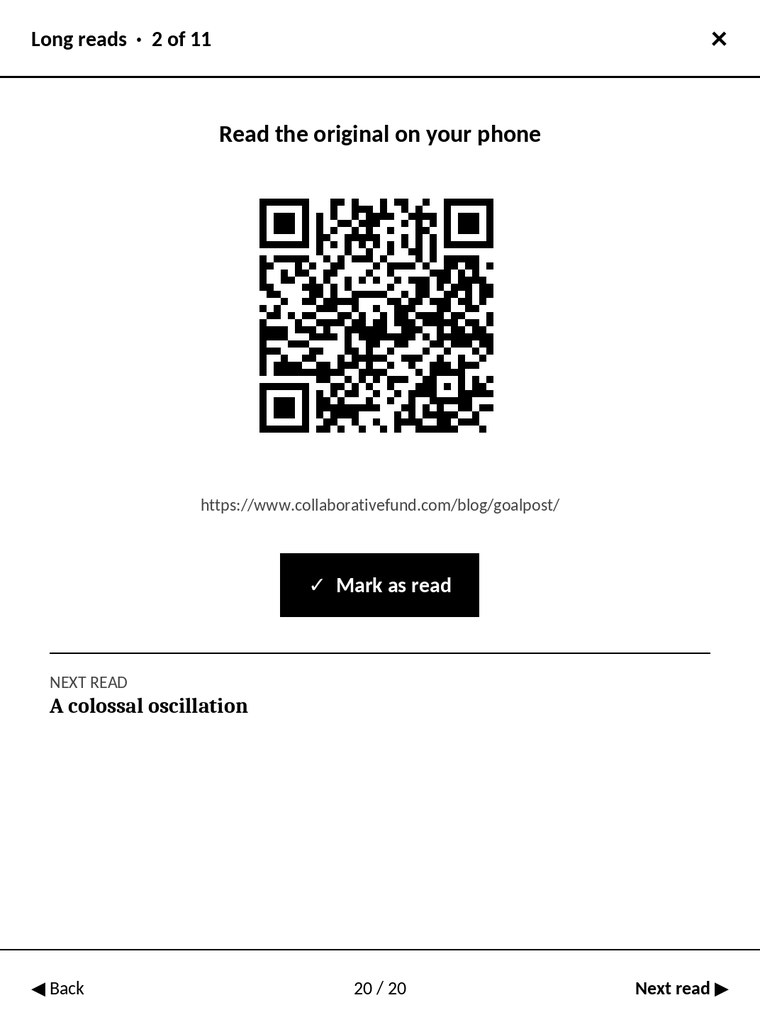 Long reads · 2 of 11 ✕
Read the original on your phone
https://www.collaborativefund.com/blog/goalpost/
✓ Mark as read
NEXT READ
A colossal oscillation
◀ Back 20 / 20 Next read ▶